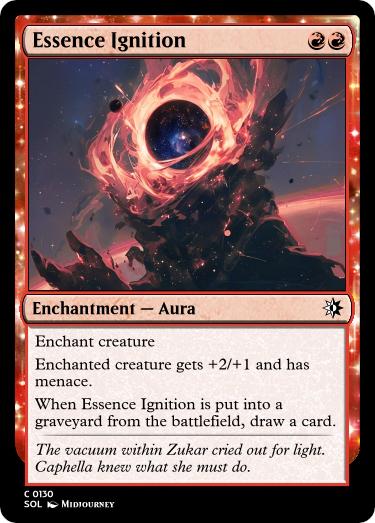 Essence Ignition
Enchantment — Aura
Enchant creature
Enchanted creature gets +2/+1 and has
menace.
When Essence Ignition is put into a
graveyard from the battlefield, draw a card.
The vacuum within Zukar cried out for light.
Caphella knew what she must do.
C 0130
SOL Midjourney